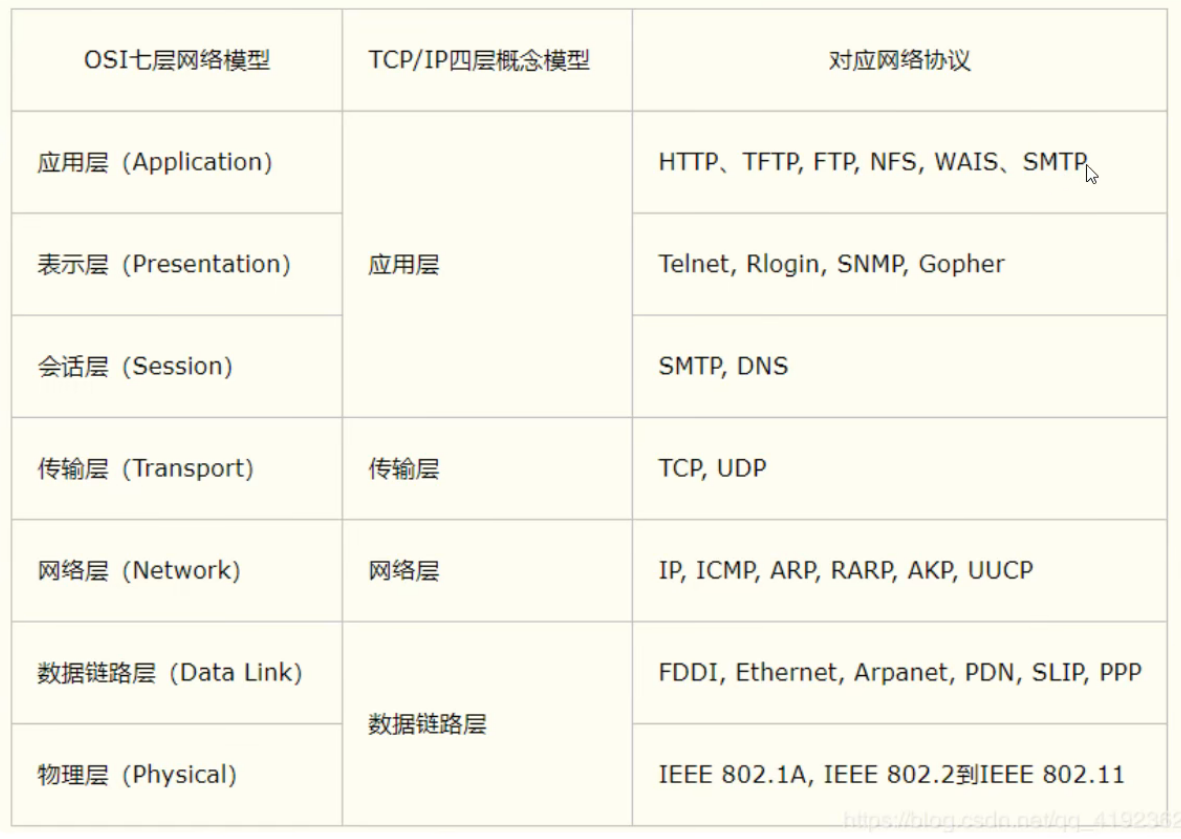 OSI七层网络模型 TCP/IP四层概念模型 对应网络协议
应用层（Application） HTTP、TFTP, FTP, NFS, WAIS、SMTP
表示层（Presentation） 应用层 Telnet, Rlogin, SNMP, Gopher
会话层（Session） SMTP, DNS
传输层（Transport） 传输层 TCP, UDP
网络层（Network） 网络层 IP, ICMP, ARP, RARP, AKP, UUCP
数据链路层（Data Link） FDDI, Ethernet, Arpanet, PDN, SLIP, PPP
数据链路层
物理层（Physical） IEEE 802.1A, IEEE 802.2到IEEE 802.11
https://blog.csdn.net/qq_4192362